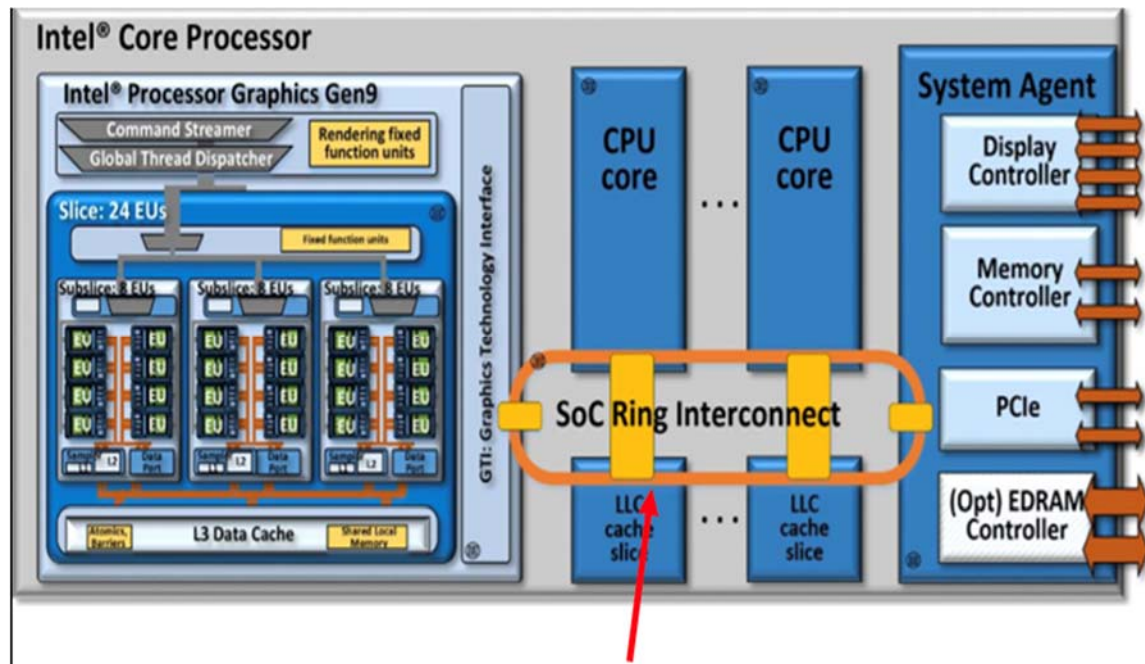 Intel® Core Processor
Intel® Processor Graphics Gen9
Command Streamer
Global Thread Dispatcher
Rendering fixed
function units
Slice: 24 EUs
Fixed function units
Subslice: 8 EUs
Subslice: 8 EUs
Subslice: 8 EUs
EU EU EU EU EU EU
EU EU EU EU EU EU
EU EU EU EU EU EU
EU EU EU EU EU EU
L2
Data
Port
L2
Data
Port
L2
Data
Port
Atomics,
Barriers
L3 Data Cache
Shared Local
Memory
GTI: Graphics Technology Interface
CPU
core
...
CPU
core
SoC Ring Interconnect
LLC
cache
slice
...
LLC
cache
slice
System Agent
Display
Controller
Memory
Controller
PCIe
(Opt) EDRAM
Controller